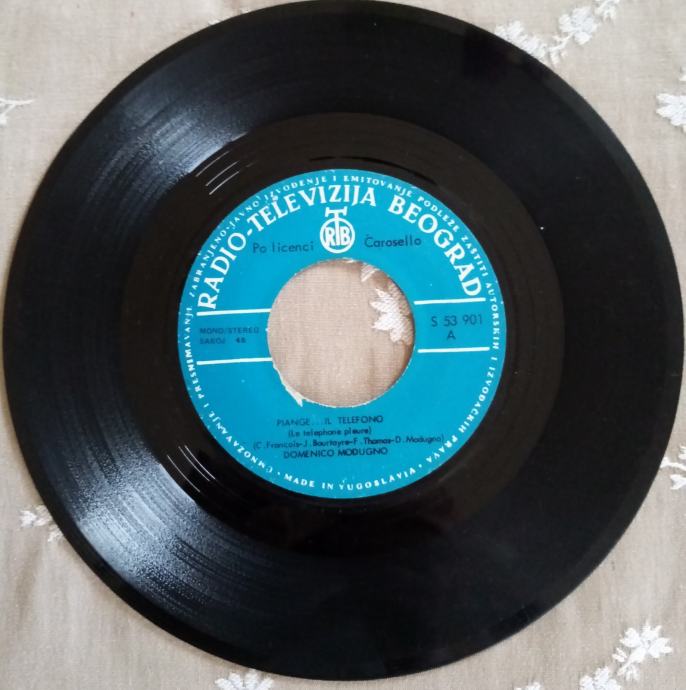 UMNOŽAVANJE I PRESNIMAVANJE ZABRANJENO-JAVNO IZVOĐENJE I EMITOVANJE PODLEŽE ZAŠTITI AUTORSKIH I IZVOĐAČKIH PRAVA •
RADIO-TELEVIZIJA BEOGRAD
RTB
Po licenci Carosello
MONO/STEREO
SAROJ 45
S 53 901
A
PIANGE...IL TELEFONO
(Le telephone pleure)
(C. Francois-J. Bourtayre-F. Thomas-D. Modugno)
DOMENICO MODUGNO
• MADE IN YUGOSLAVIA •